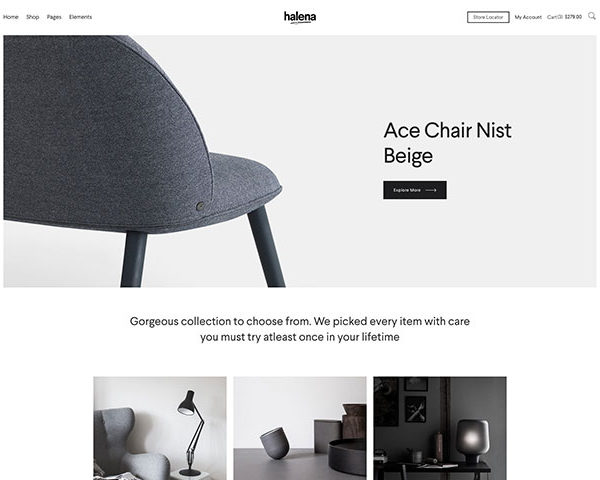 Home Shop Pages Elements
halena
Store Locator My Account Cart(3) $279.00
Ace Chair Nist
Beige
Explore More
Gorgeous collection to choose from. We picked every item with care
you must try atleast once in your lifetime